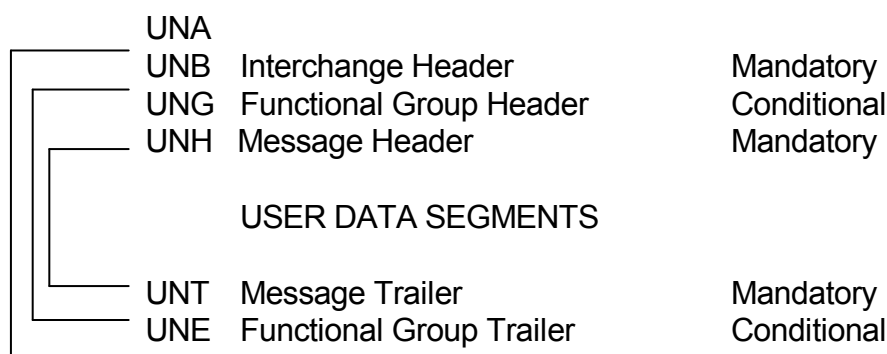 UNA
UNB Interchange Header Mandatory
UNG Functional Group Header Conditional
UNH Message Header Mandatory
USER DATA SEGMENTS
UNT Message Trailer Mandatory
UNE Functional Group Trailer Conditional